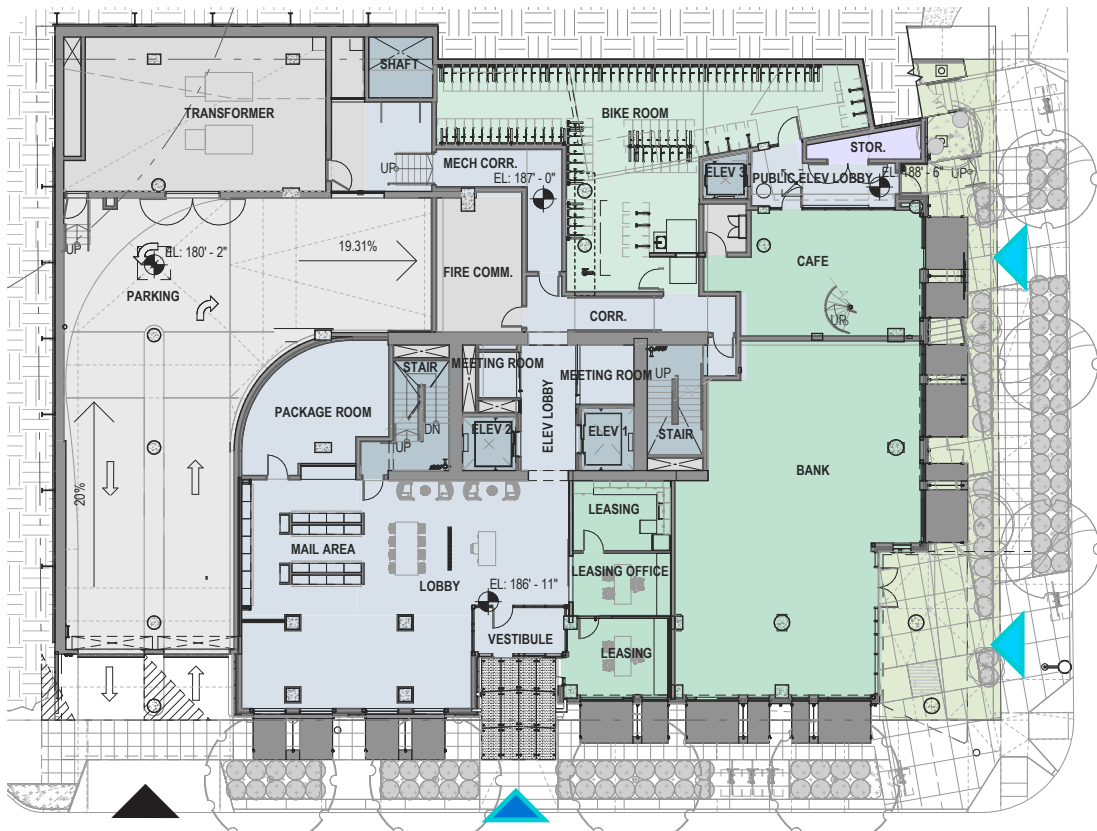 SHAFT
TRANSFORMER
BIKE ROOM
STOR.
MECH CORR.
UP
EL: 187' - 0"
ELEV 3
PUBLIC ELEV LOBBY
EL: 188' - 6"
UP
UP
EL: 180' - 2"
19.31%
FIRE COMM.
CAFE
PARKING
CORR.
UP
STAIR
MEETING ROOM
MEETING ROOM
UP
PACKAGE ROOM
ELEV LOBBY
DN
UP
ELEV 2
ELEV 1
STAIR
BANK
20%
LEASING
MAIL AREA
LOBBY
LEASING OFFICE
EL: 186' - 11"
VESTIBULE
LEASING